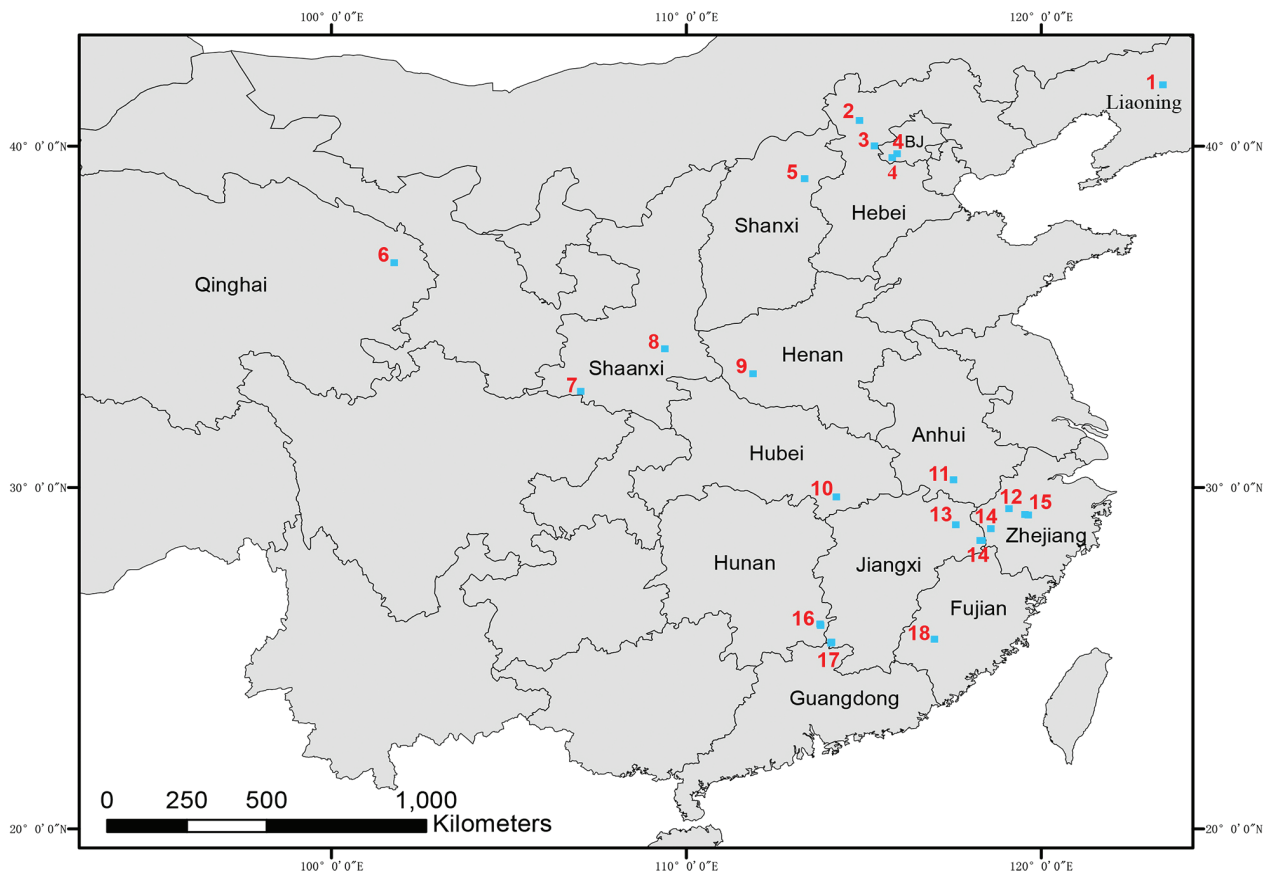 100° 0'0"E 110° 0'0"E 120° 0'0"E
1
Liaoning
2
3 4 BJ
40° 0'0"N 40° 0'0"N
4
5
Shanxi Hebei
6
Qinghai
8
Shaanxi
7
9 Henan
Anhui
Hubei
11
30° 0'0"N 30° 0'0"N
10
12 15
13 14
Zhejiang
14
Hunan Jiangxi
Fujian
16 18
17
Guangdong
0 250 500 1,000
Kilometers
20° 0'0"N 20° 0'0"N
100° 0'0"E 110° 0'0"E 120° 0'0"E